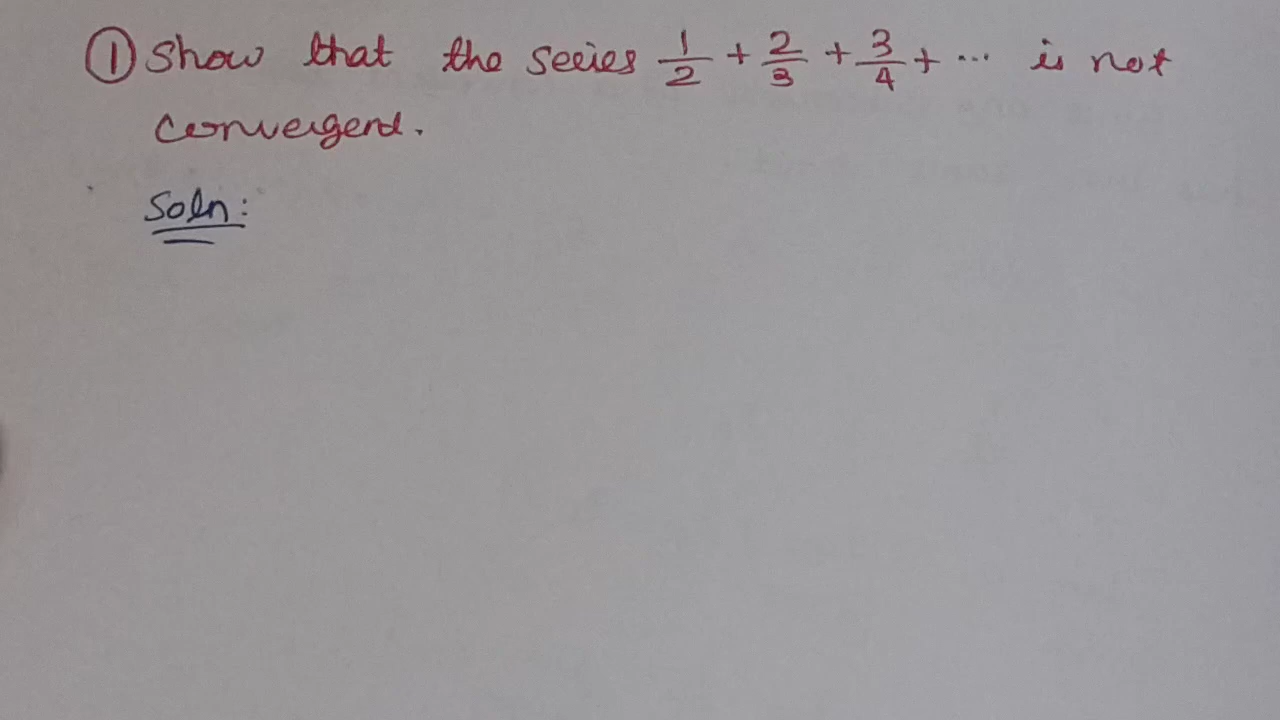 ① Show that the series 1/2 + 2/3 + 3/4 + ... is not
convergent.
Soln: